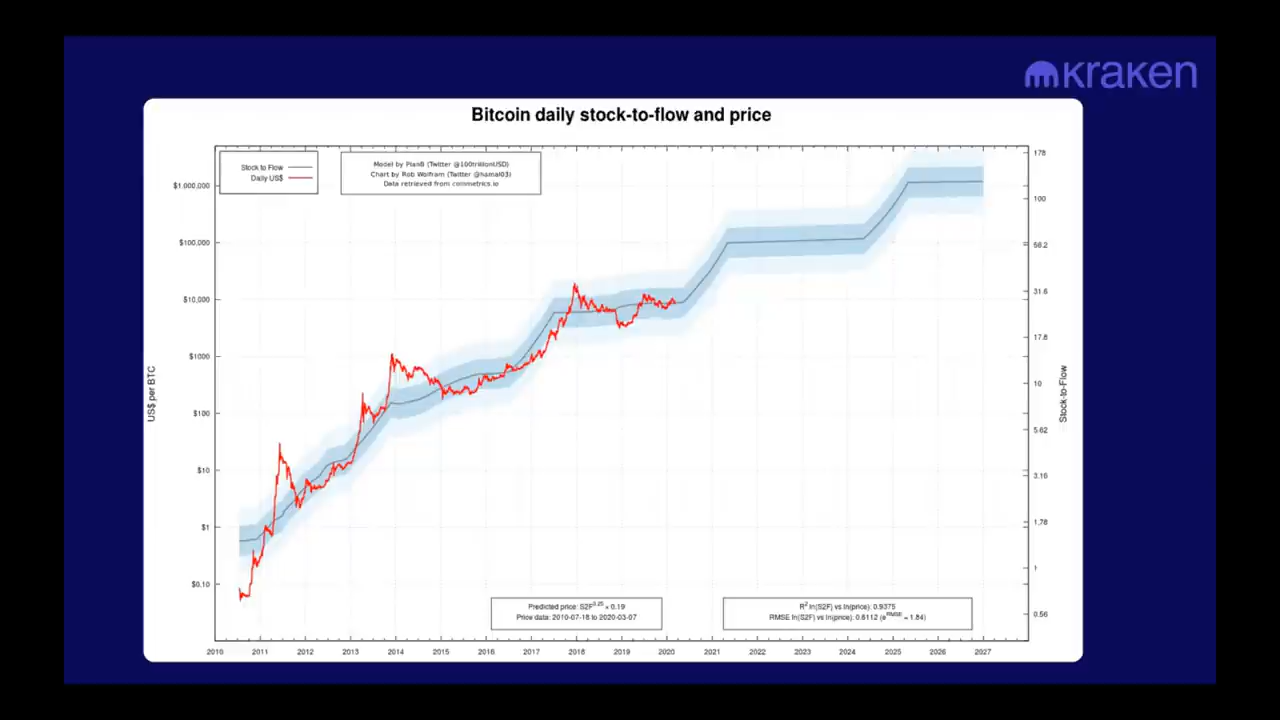 kraken
Bitcoin daily stock-to-flow and price
Stock to Flow
Daily US$
Model by PlanB (Twitter @100trillionUSD)
Chart by Rob Wolfram (Twitter @hamal03)
Data retrieved from coinmetrics.io
$1,000,000
$100,000
$10,000
$1000
$100
$10
$1
$0.10
US$ per BTC
178
100
56.2
31.6
17.8
10
5.62
3.16
1.78
1
0.56
Stock-to-Flow
Predicted price: S2F × 0.19
Price data: 2010-07-18 to 2020-03-07
R² ln(S2F) vs ln(price): 0.9375
RMSE ln(S2F) vs ln(price): 0.6112 (e^RMSE = 1.84)
2010 2011 2012 2013 2014 2015 2016 2017 2018 2019 2020 2021 2022 2023 2024 2025 2026 2027